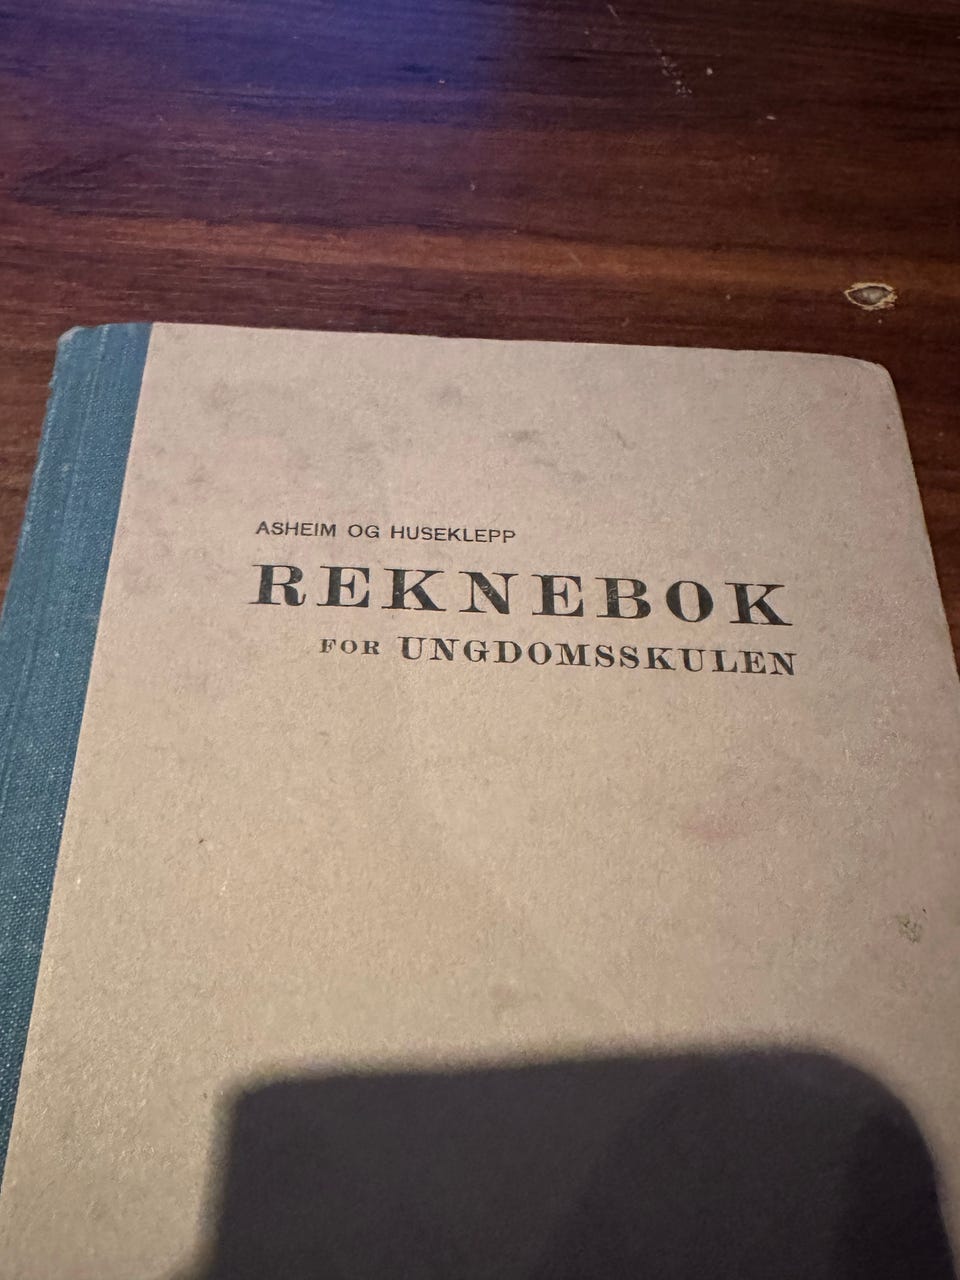 ASHEIM OG HUSEKLEPP
REKNEBOK
FOR UNGDOMSSKULEN